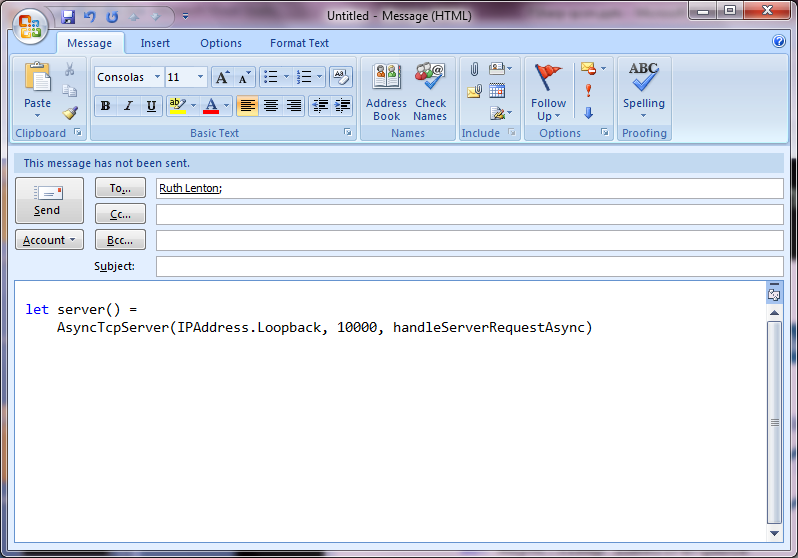 Untitled - Message (HTML)
Message Insert Options Format Text
Paste
Clipboard
Consolas 11
B I U ab A
Basic Text
Address Book
Check Names
Names
Include
Follow Up
Options
ABC
Spelling
Proofing
This message has not been sent.
Send
To... Ruth Lenton;
Cc...
Account Bcc...
Subject:
let server() =
AsyncTcpServer(IPAddress.Loopback, 10000, handleServerRequestAsync)